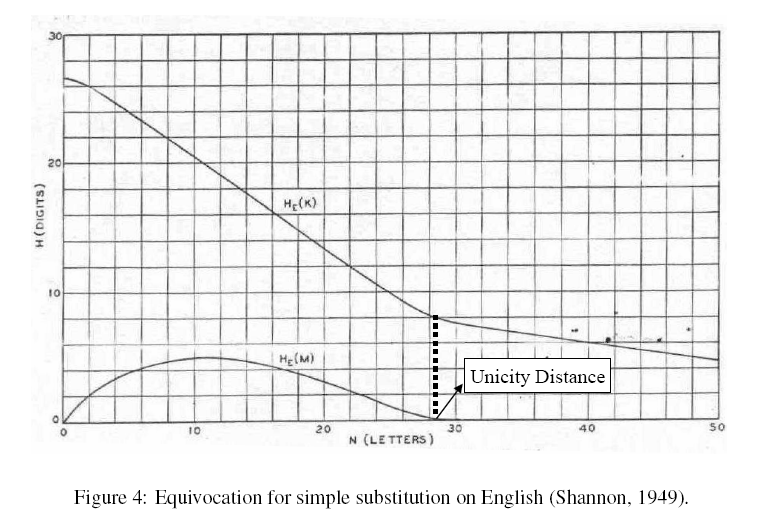 30
20
10
0
H (DIGITS)
H_E(K)
H_E(M)
Unicity Distance
0 10 20 30 40 50
N (LETTERS)
Figure 4: Equivocation for simple substitution on English (Shannon, 1949).